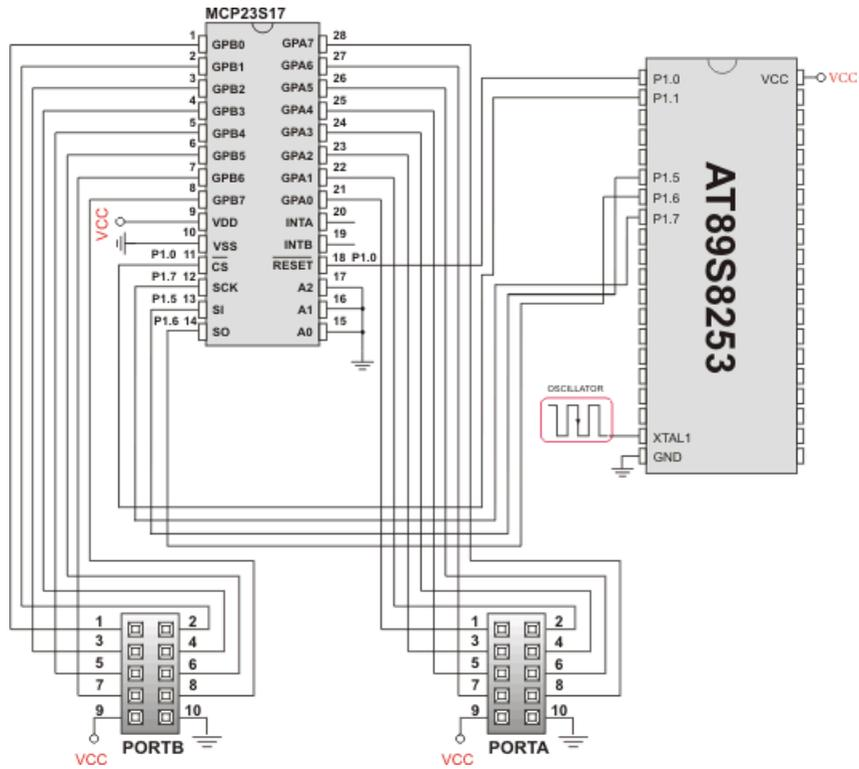 MCP23S17
1 GPB0 GPA7 28
2 GPB1 GPA6 27
3 GPB2 GPA5 26
4 GPB3 GPA4 25
5 GPB4 GPA3 24
6 GPB5 GPA2 23
7 GPB6 GPA1 22
8 GPB7 GPA0 21
VCC 9 VDD INTA 20
10 VSS INTB 19
P1.0 11 CS RESET 18 P1.0
P1.7 12 SCK A2 17
P1.5 13 SI A1 16
P1.6 14 SO A0 15
P1.0 VCC VCC
P1.1
P1.5
P1.6
P1.7
AT89S8253
OSCILLATOR
XTAL1
GND
1 2
3 4
5 6
7 8
9 10
PORTB
VCC
1 2
3 4
5 6
7 8
9 10
PORTA
VCC